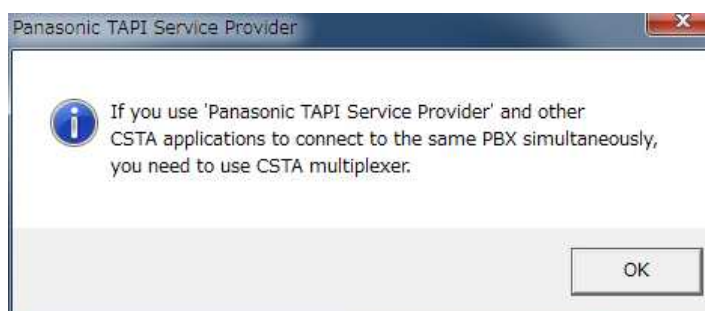 Panasonic TAPI Service Provider
If you use 'Panasonic TAPI Service Provider' and other
CSTA applications to connect to the same PBX simultaneously,
you need to use CSTA multiplexer.
OK